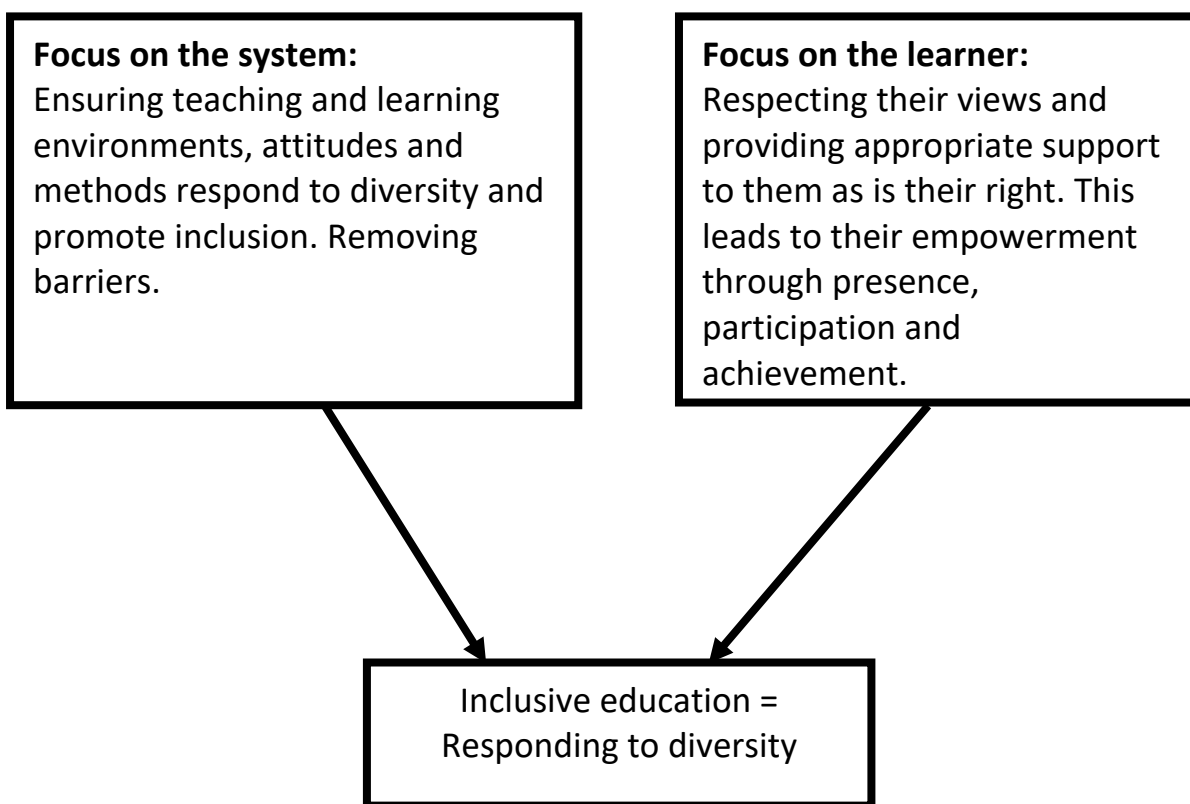 Focus on the system:
Ensuring teaching and learning
environments, attitudes and
methods respond to diversity and
promote inclusion. Removing
barriers.
Focus on the learner:
Respecting their views and
providing appropriate support
to them as is their right. This
leads to their empowerment
through presence,
participation and
achievement.
Inclusive education =
Responding to diversity